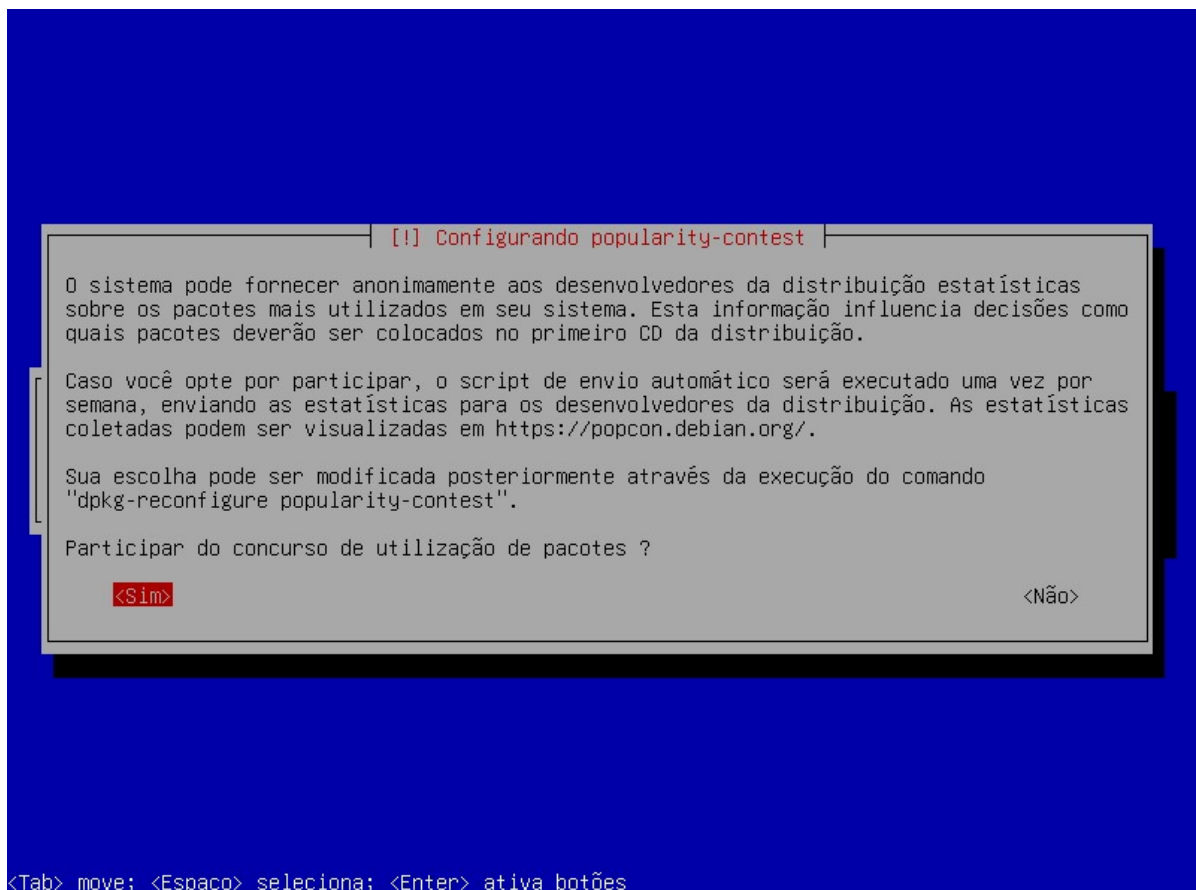 [!] Configurando popularity-contest
O sistema pode fornecer anonimamente aos desenvolvedores da distribuição estatísticas
sobre os pacotes mais utilizados em seu sistema. Esta informação influencia decisões como
quais pacotes deverão ser colocados no primeiro CD da distribuição.
Caso você opte por participar, o script de envio automático será executado uma vez por
semana, enviando as estatísticas para os desenvolvedores da distribuição. As estatísticas
coletadas podem ser visualizadas em https://popcon.debian.org/.
Sua escolha pode ser modificada posteriormente através da execução do comando
"dpkg-reconfigure popularity-contest".
Participar do concurso de utilização de pacotes ?
<Sim> <Não>
<Tab> move; <Espaço> seleciona; <Enter> ativa botões